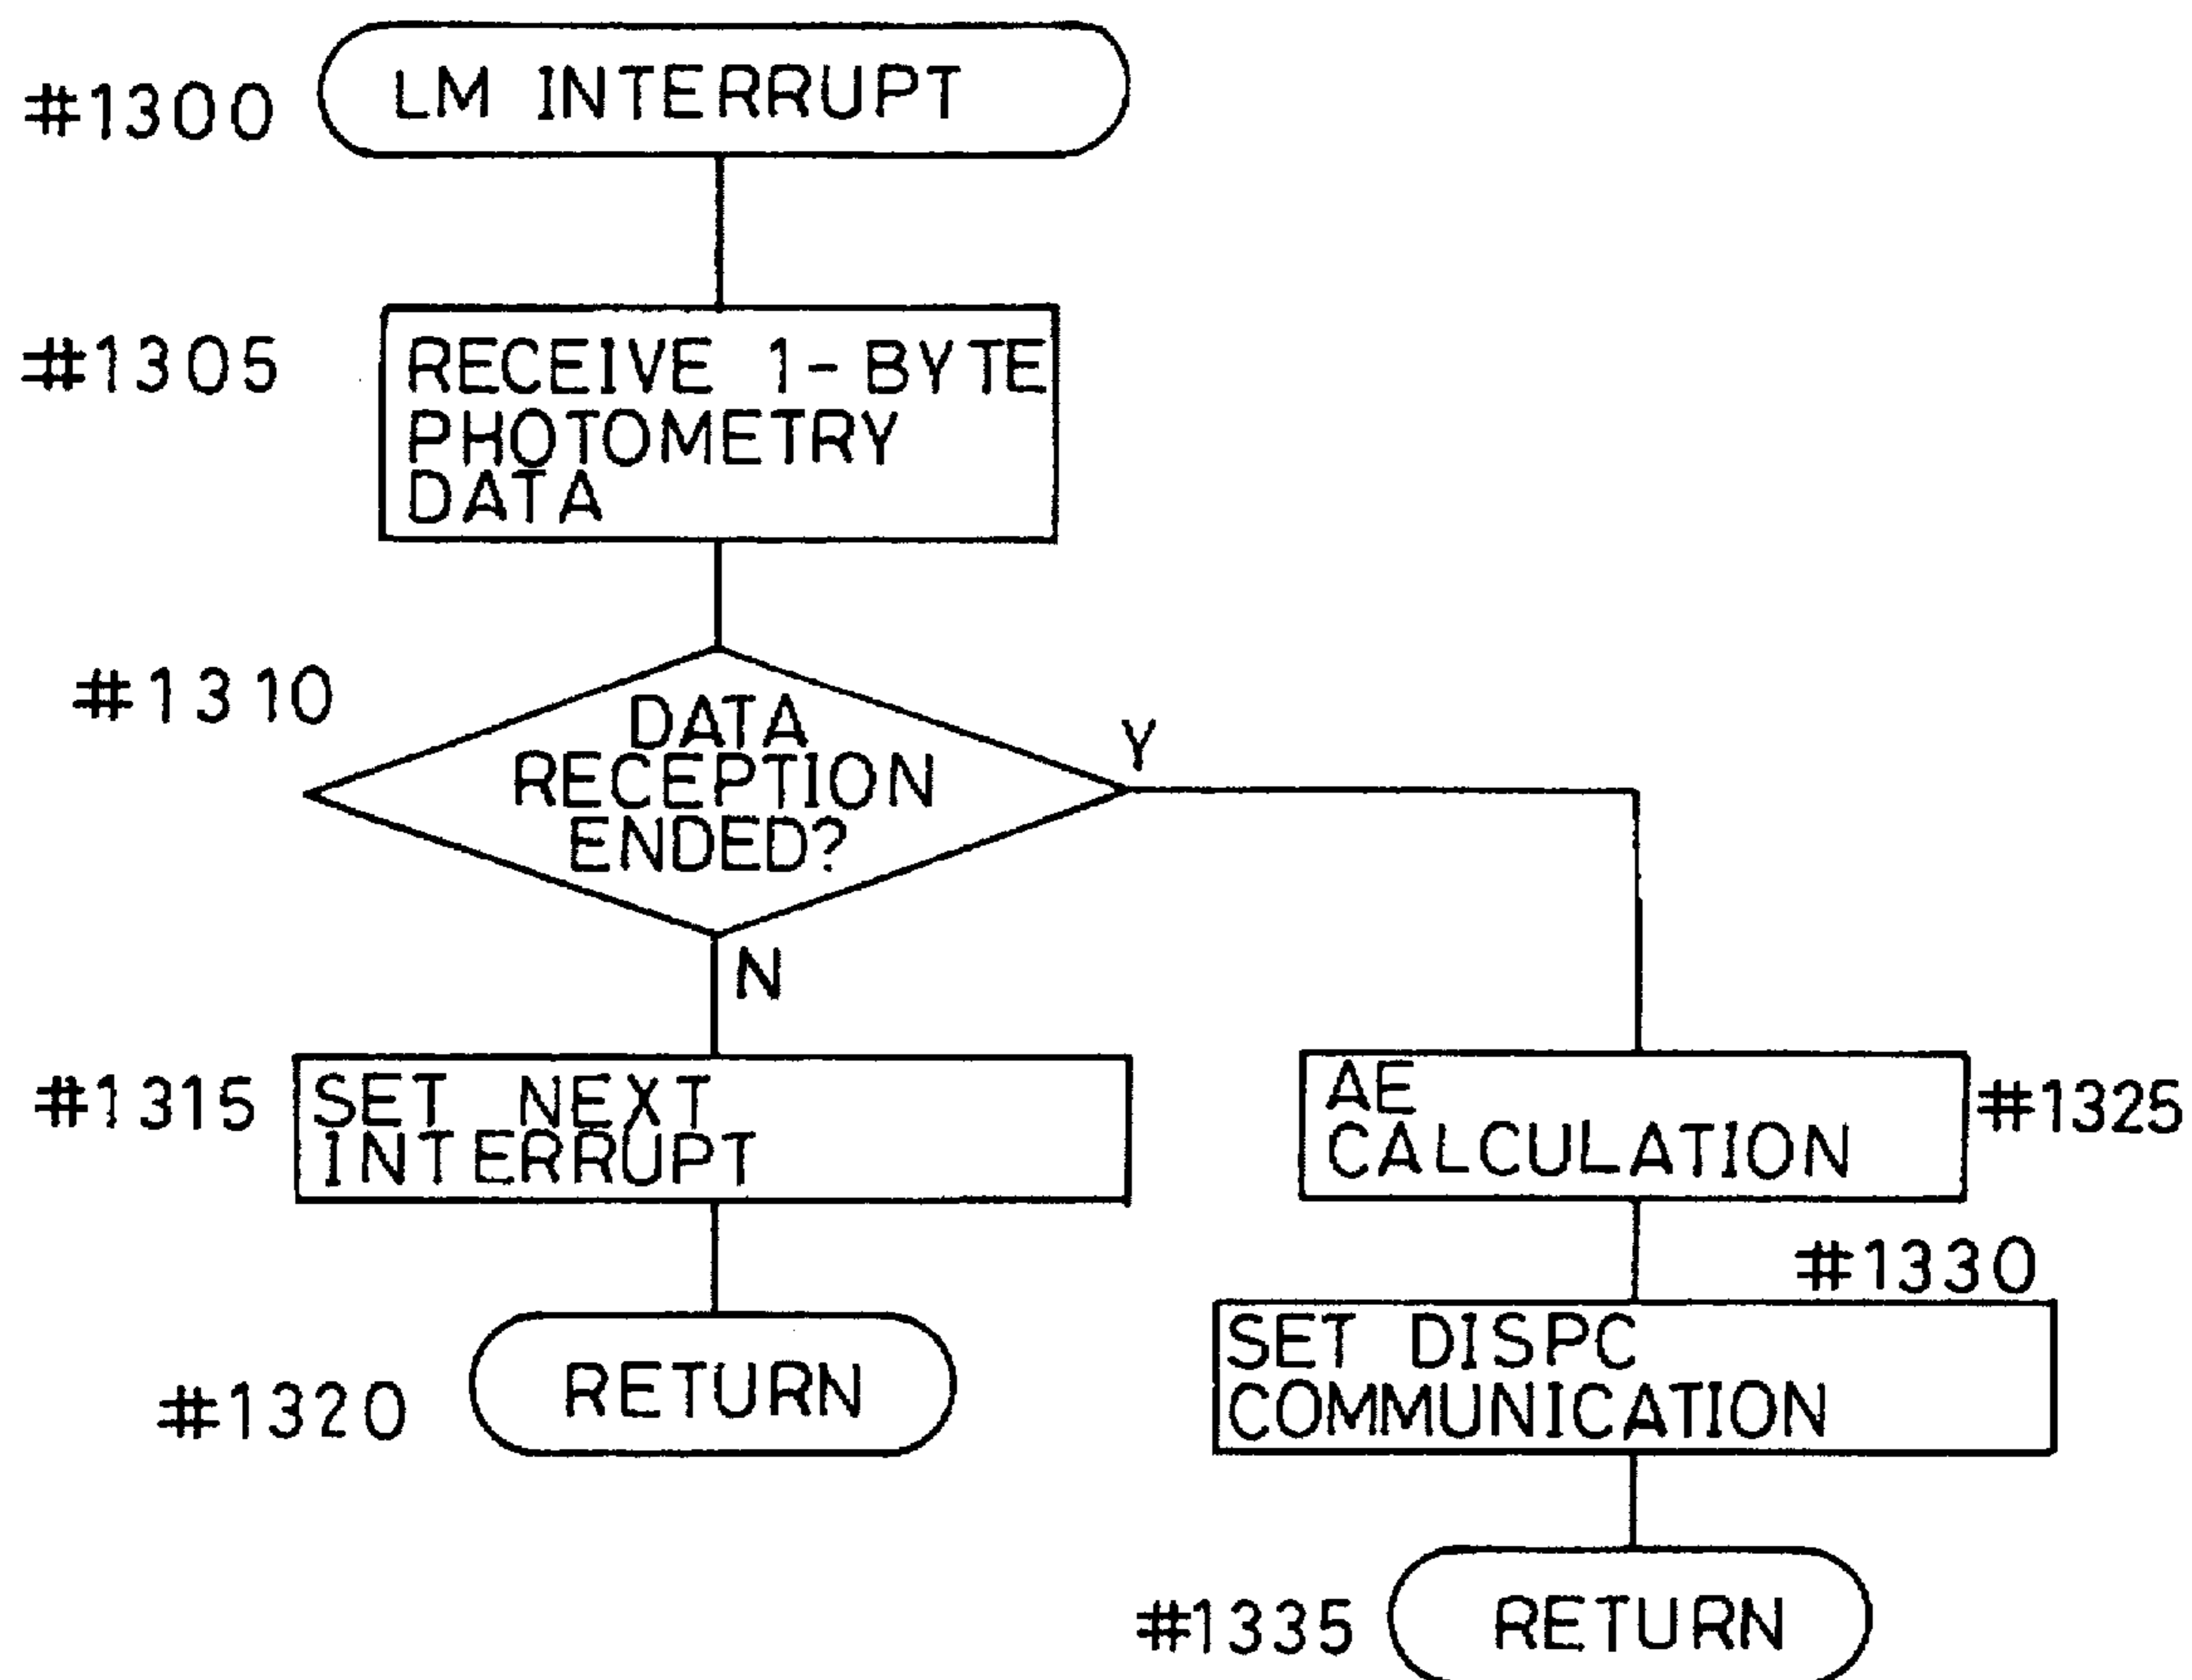 #1300
LM INTERRUPT
#1305
RECEIVE 1-BYTE
PHOTOMETRY
DATA
#1310
DATA
RECEPTION
ENDED?
Y
N
#1315
SET NEXT
INTERRUPT
#1320
RETURN
AE
CALCULATION
#1325
#1330
SET DISPC
COMMUNICATION
#1335
RETURN